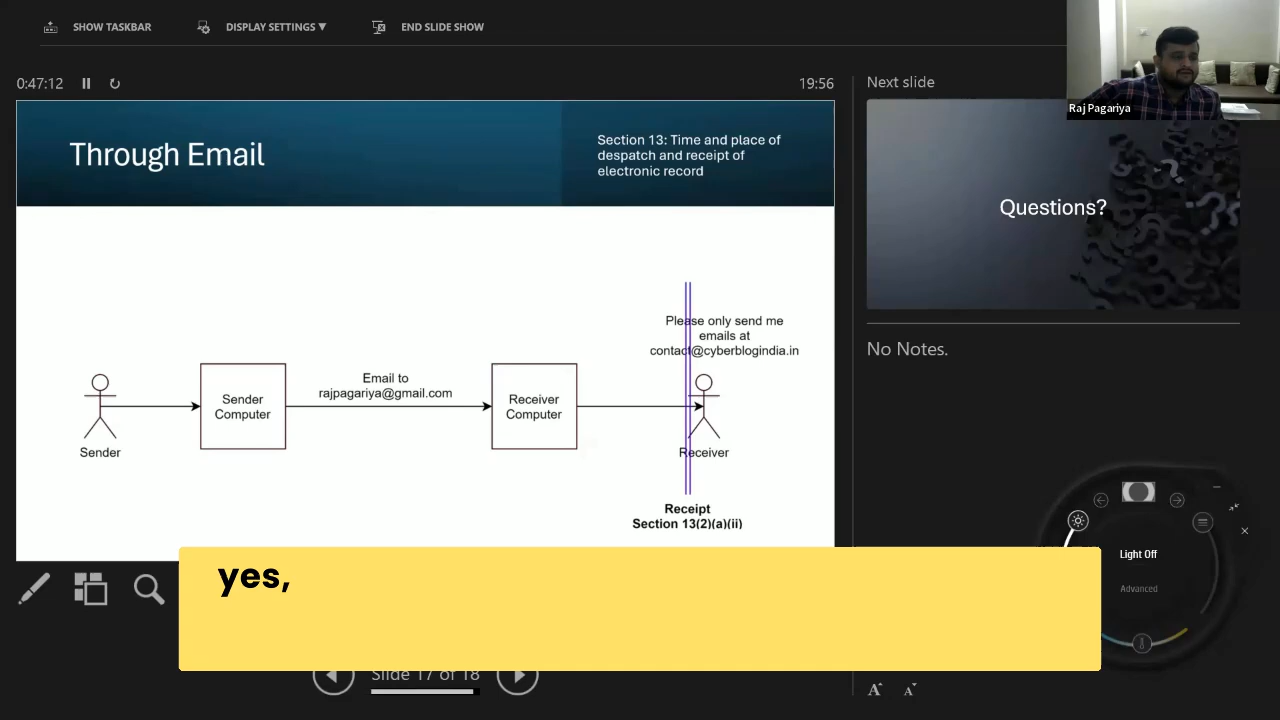 SHOW TASKBAR
DISPLAY SETTINGS ▼
END SLIDE SHOW
0:47:12
19:56
Next slide
Raj Pagariya
Through Email
Section 13: Time and place of
despatch and receipt of
electronic record
Questions?
Please only send me
emails at
contact@cyberblogindia.in
No Notes.
Email to
rajpagariya@gmail.com
Sender
Computer
Receiver
Computer
Sender
Receiver
Receipt
Section 13(2)(a)(ii)
Light Off
Advanced
yes,
Slide 17 of 18
A A